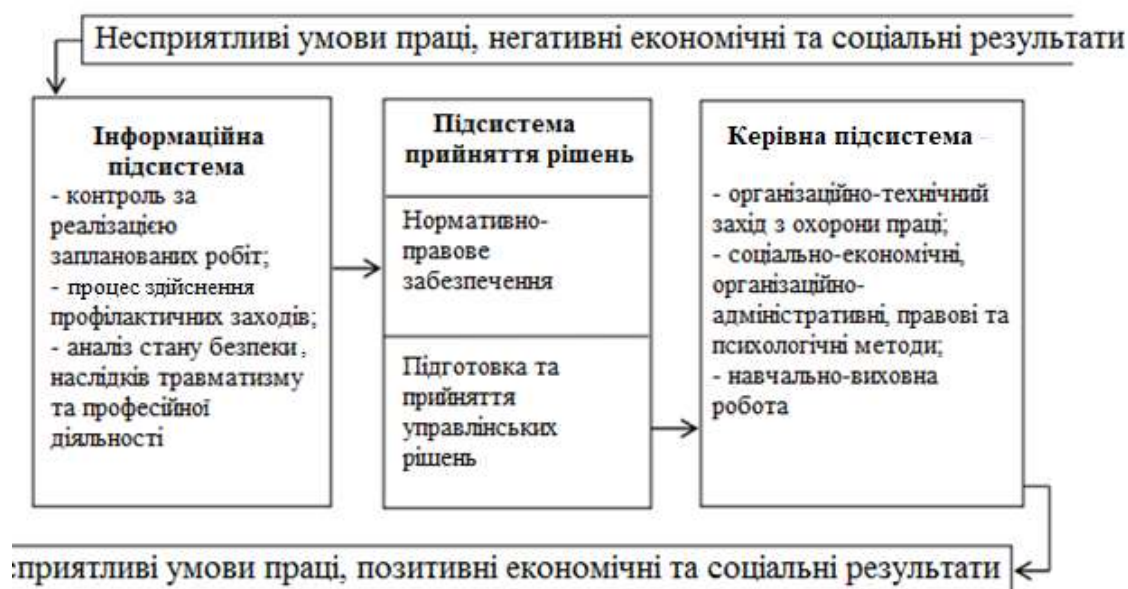 Несприятливі умови праці, негативні економічні та соціальні результати
Інформаційна
підсистема
- контроль за
реалізацією
запланованих робіт;
- процес здійснення
профілактичних заходів;
- аналіз стану безпеки,
наслідків травматизму
та професійної
діяльності
Підсистема
прийняття рішень
Нормативно-
правове
забезпечення
Підготовка та
прийняття
управлінських
рішень
Керівна підсистема
- організаційно-технічний
захід з охорони праці;
- соціально-економічні,
організаційно-
адміністративні, правові та
психологічні методи;
- навчально-виховна
робота
сприятливі умови праці, позитивні економічні та соціальні результати